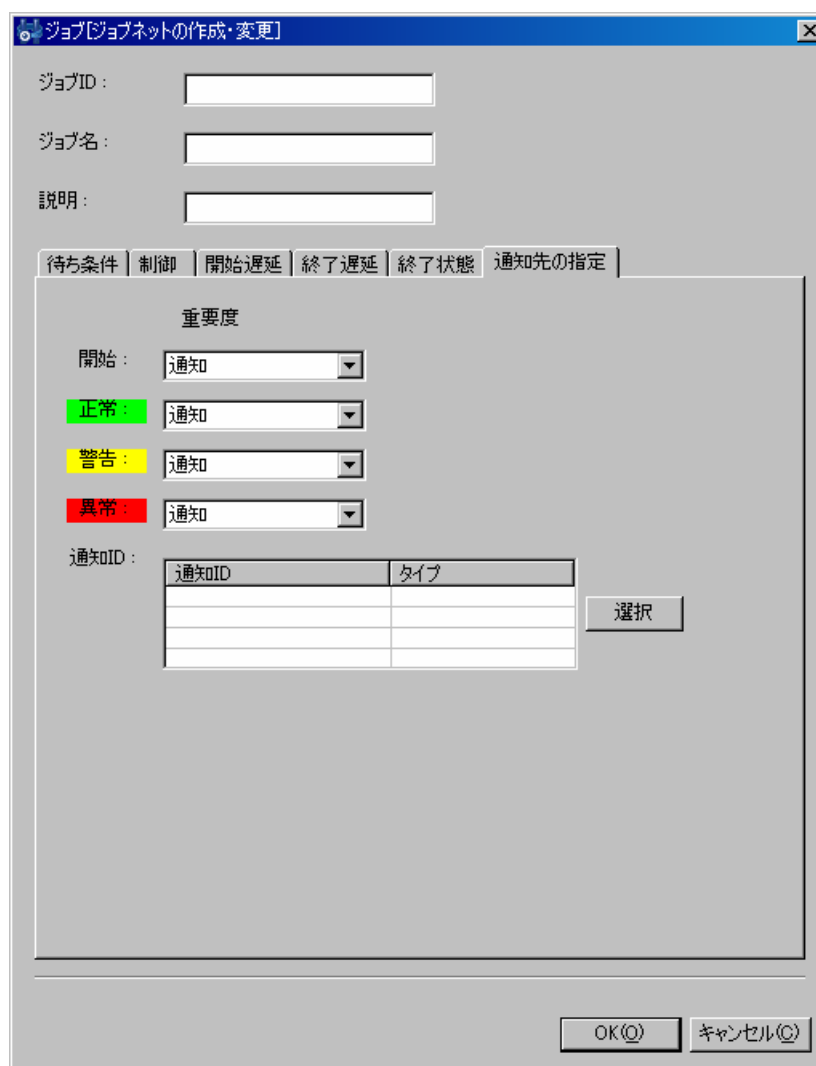 ジョブ[ジョブネットの作成・変更]
ジョブID：
ジョブ名：
説明：
待ち条件 制御 開始遅延 終了遅延 終了状態 通知先の指定
重要度
開始： 通知
正常： 通知
警告： 通知
異常： 通知
通知ID：
通知ID タイプ
選択
OK(O) キャンセル(C)